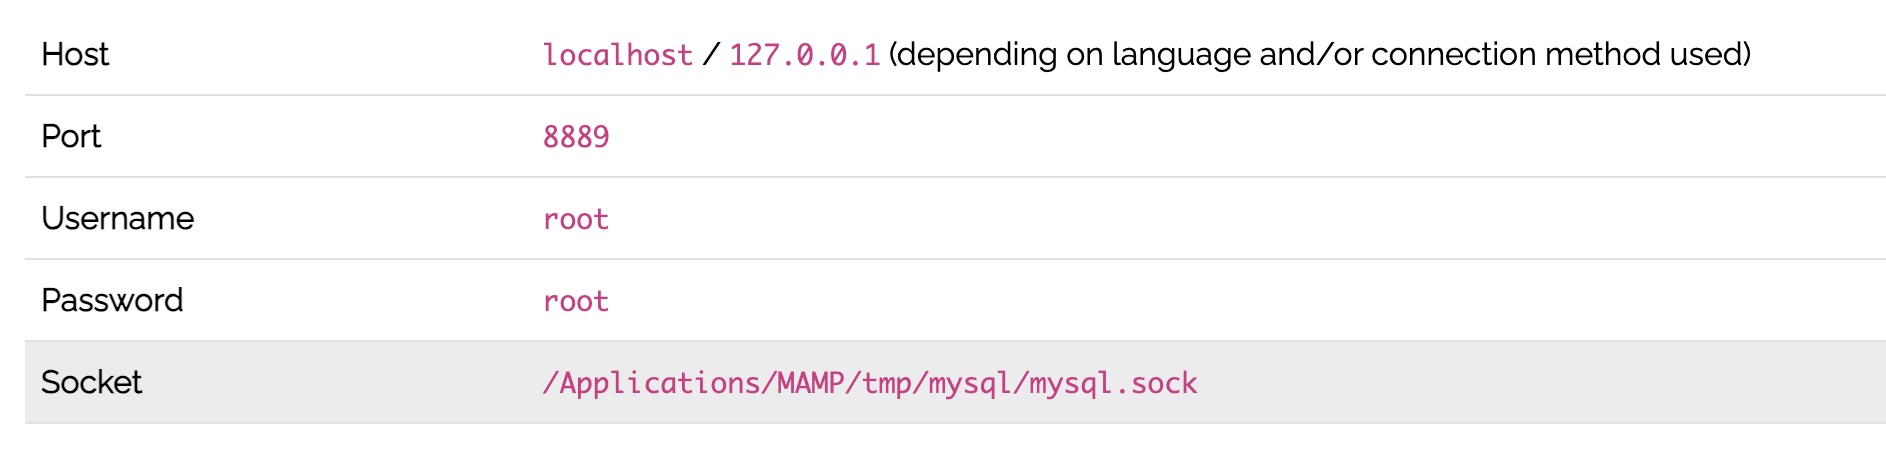 Host localhost / 127.0.0.1 (depending on language and/or connection method used)
Port 8889
Username root
Password root
Socket /Applications/MAMP/tmp/mysql/mysql.sock